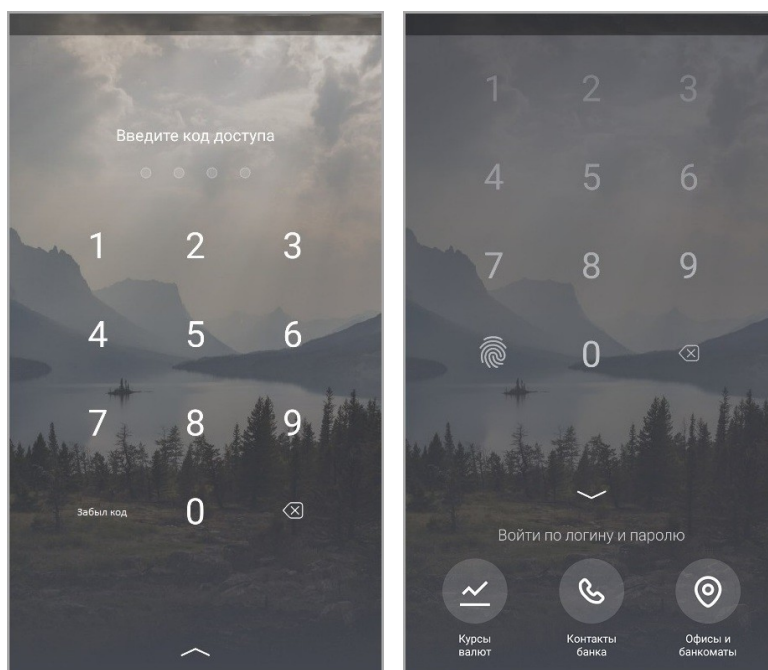 Введите код доступа
1 2 3
4 5 6
7 8 9
Забыл код 0
1 2 3
4 5 6
7 8 9
0
Войти по логину и паролю
Курсы валют
Контакты банка
Офисы и банкоматы